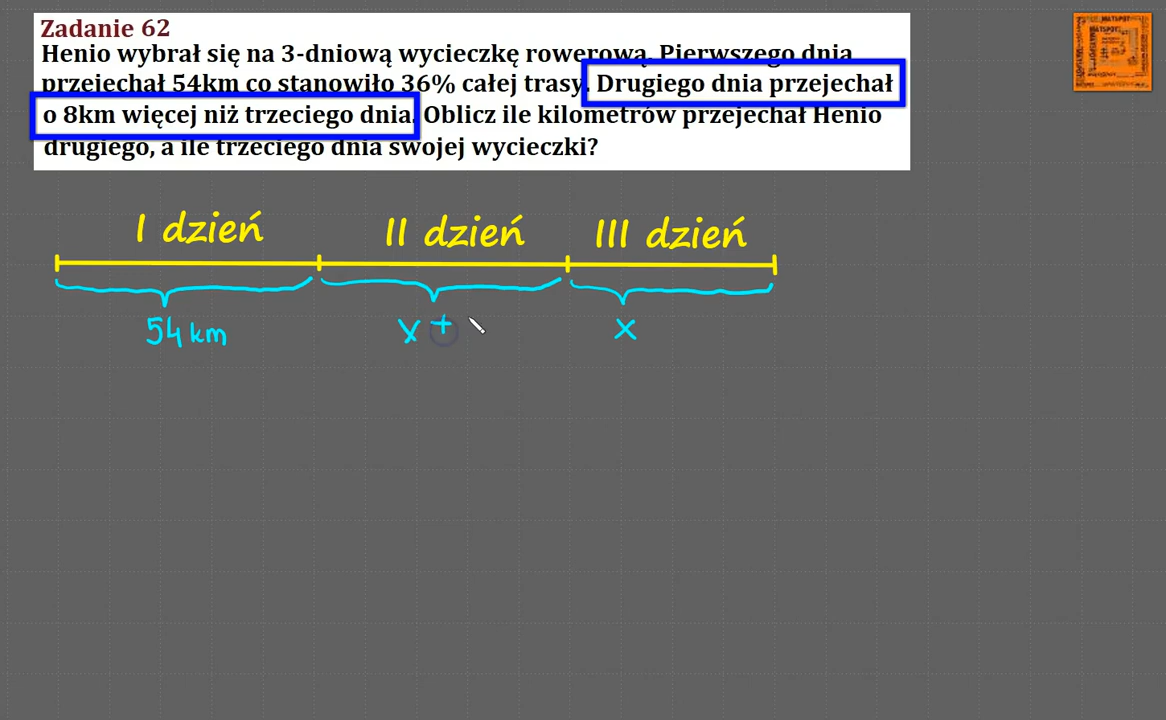 Zadanie 62
Henio wybrał się na 3-dniową wycieczkę rowerową. Pierwszego dnia
przejechał 54km co stanowiło 36% całej trasy. Drugiego dnia przejechał
o 8km więcej niż trzeciego dnia. Oblicz ile kilometrów przejechał Henio
drugiego, a ile trzeciego dnia swojej wycieczki?
I dzień II dzień III dzień
54 km x + x